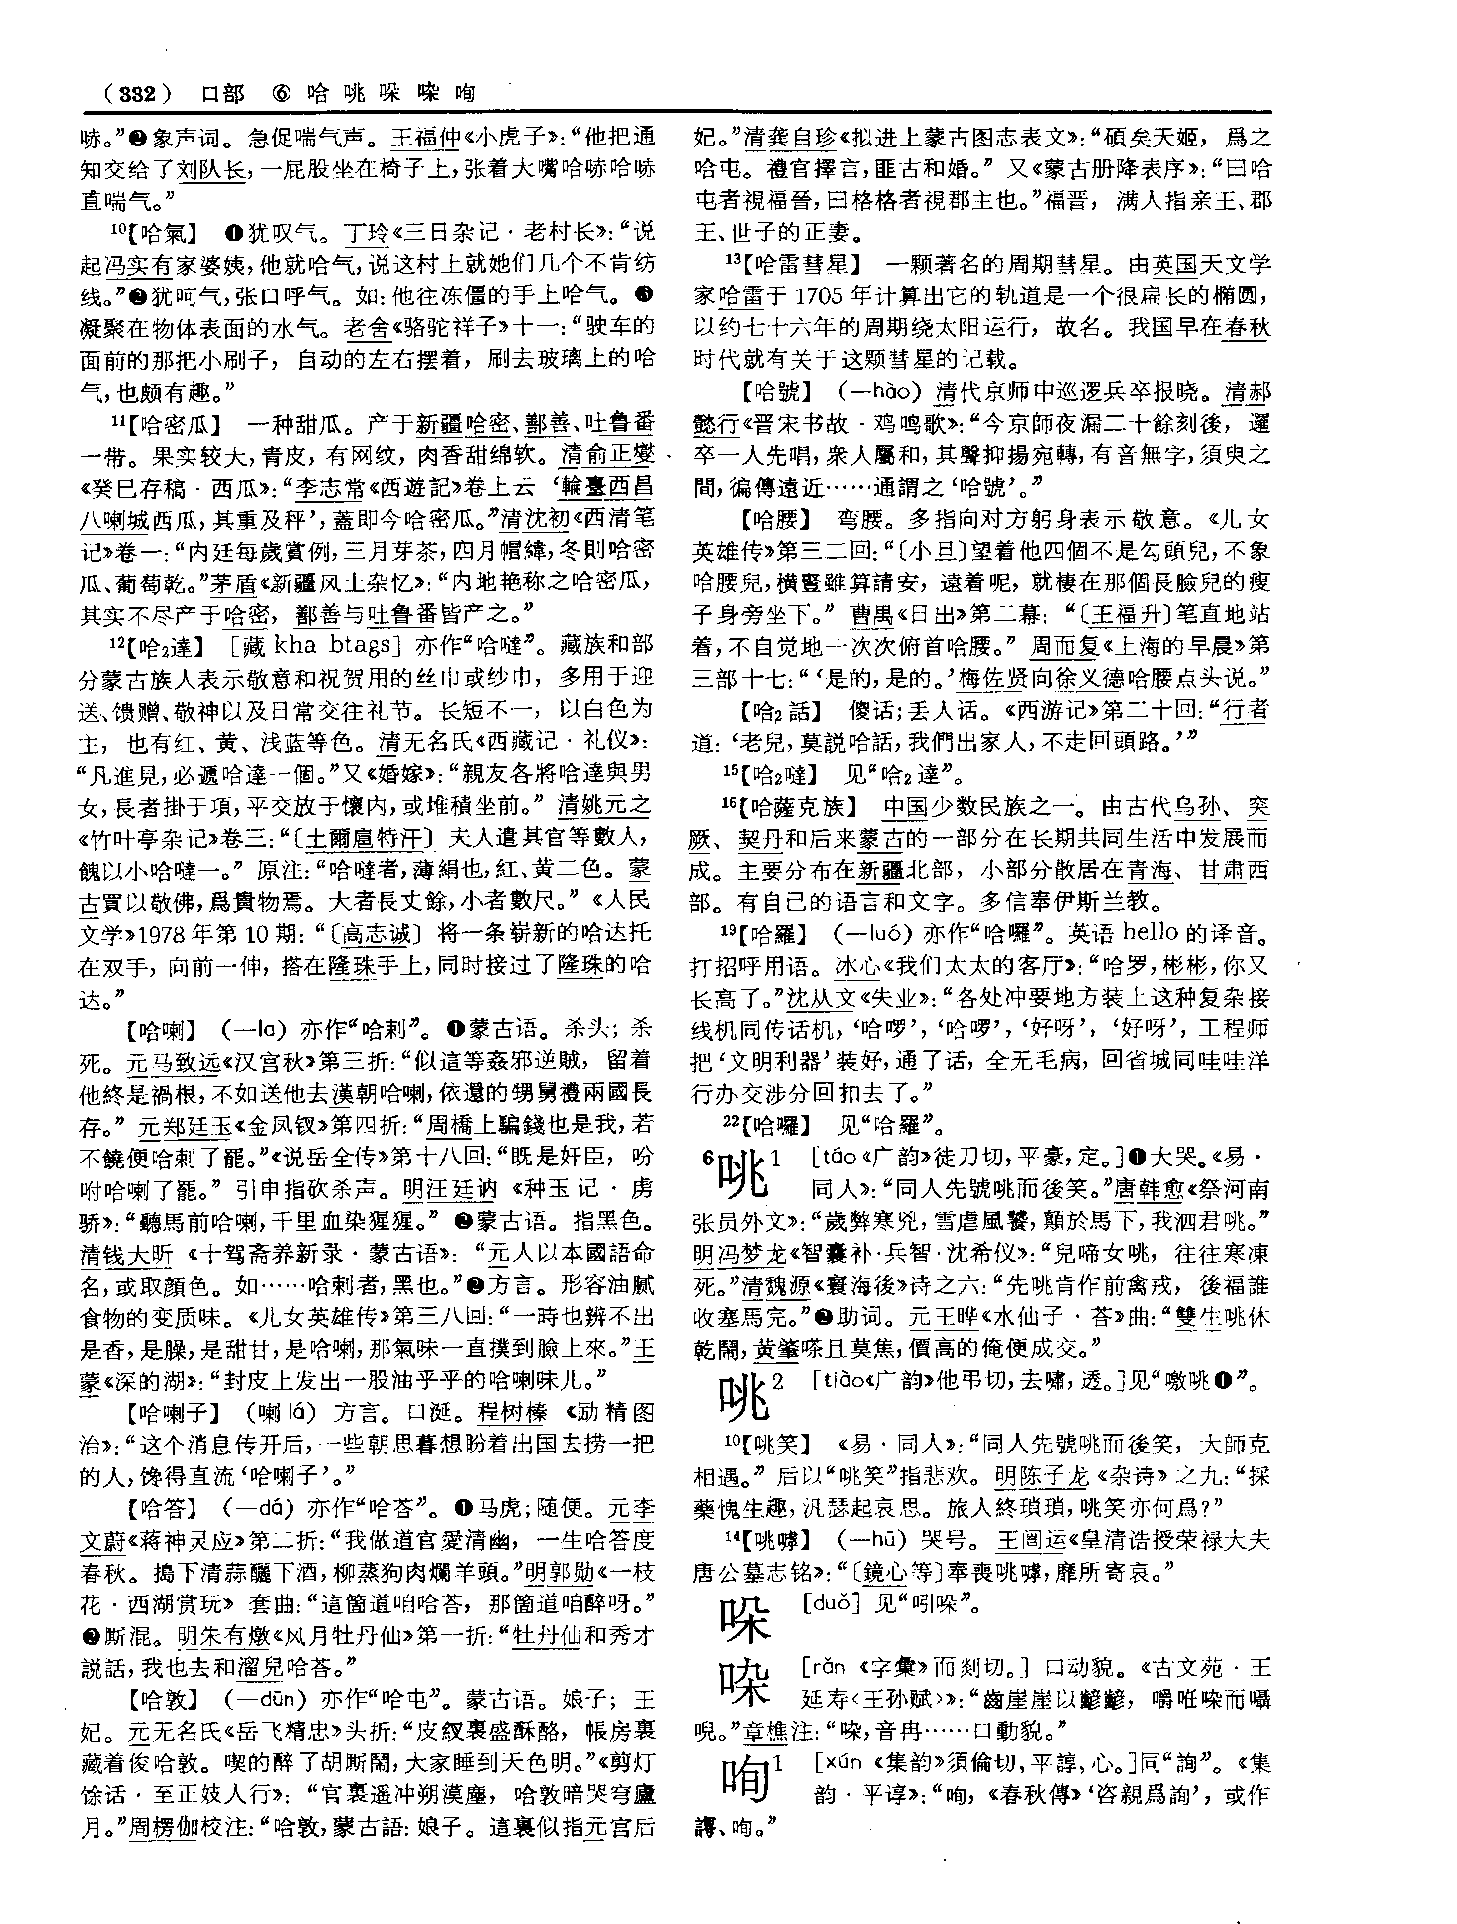 （332） 口部 ⑥ 哈 咣 哚 㖩 咰
哧。”❷象声词。急促喘气声。王福仲《小虎子》：“他把通
知交给了刘队长，一屁股坐在椅子上，张着大嘴哈哧哈哧
直喘气。”
10【哈氣】 ❶犹叹气。丁玲《三日杂记·老村长》：“说
起冯实有家婆姨，他就哈气，说这村上就她们几个不肯纺
线。”❷犹呵气，张口呼气。如：他往冻僵的手上哈气。❸
凝聚在物体表面的水气。老舍《骆驼祥子》十一：“驶车的
面前的那把小刷子，自动的左右摆着，刷去玻璃上的哈
气，也颇有趣。”
11【哈密瓜】 一种甜瓜。产于新疆哈密、鄯善、吐鲁番
一带。果实较大，青皮，有网纹，肉香甜绵软。清俞正燮
《癸巳存稿·西瓜》：“李志常《西遊記》卷上云‘輪臺西昌
八喇城西瓜，其重及秤’，蓋即今哈密瓜。”清沈初《西清笔
记》卷一：“内廷每歲賞例，三月芽茶，四月帽緯，冬則哈密
瓜、葡萄乾。”茅盾《新疆风土杂忆》：“内地艳称之哈密瓜，
其实不尽产于哈密，鄯善与吐鲁番皆产之。”
12【哈2達】 ［藏 kha btags］亦作“哈噠”。藏族和部
分蒙古族人表示敬意和祝贺用的丝巾或纱巾，多用于迎
送、馈赠、敬神以及日常交往礼节。长短不一，以白色为
主，也有红、黄、浅蓝等色。清无名氏《西藏记·礼仪》：
“凡進見，必遞哈達一個。”又《婚嫁》：“親友各將哈達與男
女，長者掛于項，平交放于懷内，或堆積坐前。”清姚元之
《竹叶亭杂记》卷三：“〔土爾扈特汗〕夫人遣其官等數人，
餽以小哈噠一。”原注：“哈噠者，薄絹也，紅、黄二色。蒙
古買以敬佛，爲貴物焉。大者長丈餘，小者數尺。”《人民
文学》1978年第10期：“〔高志诚〕将一条崭新的哈达托
在双手，向前一伸，搭在隆珠手上，同时接过了隆珠的哈
达。”
【哈喇】（—la）亦作“哈剌”。❶蒙古语。杀头；杀
死。元马致远《汉宫秋》第三折：“似這等姦邪逆賊，留着
他終是禍根，不如送他去漢朝哈喇，依還的甥舅禮兩國長
存。”元郑廷玉《金凤钗》第四折：“周橋上騙錢也是我，若
不饒便哈剌了罷。”《说岳全传》第十八回：“既是奸臣，吩
咐哈喇了罷。”引申指砍杀声。明汪廷讷《种玉记·虏
骄》：“聽馬前哈喇，千里血染猩猩。”❷蒙古语。指黑色。
清钱大昕《十驾斋养新录·蒙古语》：“元人以本國語命
名，或取顔色。如……哈剌者，黑也。”❷方言。形容油腻
食物的变质味。《儿女英雄传》第三八回：“一時也辨不出
是香，是臊，是甜甘，是哈喇，那氣味一直撲到臉上來。”王
蒙《深的湖》：“封皮上发出一股油乎乎的哈喇味儿。”
【哈喇子】（喇 lá）方言。口涎。程树榛《励精图
治》：“这个消息传开后，一些朝思暮想盼着出国去捞一把
的人，馋得直流‘哈喇子’。”
【哈答】（—dá）亦作“哈荅”。❶马虎；随便。元李
文蔚《蒋神灵应》第二折：“我做道官愛清幽，一生哈答度
春秋。搗下清蒜釃下酒，柳蒸狗肉爛羊頭。”明郭勋《一枝
花·西湖赏玩》套曲：“這箇道咱哈荅，那箇道咱醉呀。”
❷厮混。明朱有燉《风月牡丹仙》第一折：“牡丹仙和秀才
説話，我也去和溜兒哈荅。”
【哈敦】（—dūn）亦作“哈屯”。蒙古语。娘子；王
妃。元无名氏《岳飞精忠》头折：“皮䤸裏盛酥酪，帳房裏
藏着俊哈敦。喫的醉了胡厮鬧，大家睡到天色明。”《剪灯
馀话·至正妓人行》：“官裏遥冲朔漠塵，哈敦暗哭穹廬
月。”周楞伽校注：“哈敦，蒙古語：娘子。這裏似指元宫后
妃。”清龚自珍《拟进上蒙古图志表文》：“碩矣天姬，爲之
哈屯。禮官擇言，匪古和婚。”又《蒙古册降表序》：“曰哈
屯者視福晉，曰格格者視郡主也。”福晋，满人指亲王、郡
王、世子的正妻。
13【哈雷彗星】 一颗著名的周期彗星。由英国天文学
家哈雷于1705年计算出它的轨道是一个很扁长的椭圆，
以约七十六年的周期绕太阳运行，故名。我国早在春秋
时代就有关于这颗彗星的记载。
【哈號】（—hào）清代京师中巡逻兵卒报晓。清郝
懿行《晋宋书故·鸡鸣歌》：“今京師夜漏二十餘刻後，邏
卒一人先唱，衆人屬和，其聲抑揚宛轉，有音無字，須臾之
間，徧傳遠近……通謂之‘哈號’。”
【哈腰】 弯腰。多指向对方躬身表示敬意。《儿女
英雄传》第三二回：“〔小旦〕望着他四個不是勾頭兒，不象
哈腰兒，横豎雖算請安，遠着呢，就棲在那個長臉兒的瘦
子身旁坐下。”曹禺《日出》第二幕：“〔王福升〕笔直地站
着，不自觉地一次次俯首哈腰。”周而复《上海的早晨》第
三部十七：“‘是的，是的。’梅佐贤向徐义德哈腰点头说。”
【哈2話】 傻话；丢人话。《西游记》第二十回：“行者
道：‘老兒，莫説哈話，我們出家人，不走回頭路。’”
15【哈2噠】 见“哈2達”。
16【哈薩克族】 中国少数民族之一。由古代乌孙、突
厥、契丹和后来蒙古的一部分在长期共同生活中发展而
成。主要分布在新疆北部，小部分散居在青海、甘肃西
部。有自己的语言和文字。多信奉伊斯兰教。
19【哈羅】（—luó）亦作“哈囉”。英语hello的译音。
打招呼用语。冰心《我们太太的客厅》：“哈罗，彬彬，你又
长高了。”沈从文《失业》：“各处冲要地方装上这种复杂接
线机同传话机，‘哈啰’，‘哈啰’，‘好呀’，‘好呀’，工程师
把‘文明利器’装好，通了话，全无毛病，回省城同哇哇洋
行办交涉分回扣去了。”
22【哈囉】 见“哈羅”。
6咷1 ［táo《广韵》徒刀切，平豪，定。］❶大哭。《易·
同人》：“同人先號咷而後笑。”唐韩愈《祭河南
张员外文》：“歲弊寒兇，雪虐風饕，顛於馬下，我泗君咷。”
明冯梦龙《智囊补·兵智·沈希仪》：“兒啼女咷，往往寒凍
死。”清魏源《寰海後》诗之六：“先咷肯作前禽戎，後福誰
收塞馬完。”❷助词。元王晔《水仙子·荅》曲：“雙生咷休
乾鬧，黄肇嗏且莫焦，價高的俺便成交。”
咷2 ［tiào《广韵》他弔切，去嘯，透。］见“噭咷❶”。
10【咷笑】 《易·同人》：“同人先號咷而後笑，大師克
相遇。”后以“咷笑”指悲欢。明陈子龙《杂诗》之九：“採
藥愧生趣，汎瑟起哀思。旅人終瑣瑣，咷笑亦何爲？”
14【咷嘑】（—hū）哭号。王闿运《皇清诰授荣禄大夫
唐公墓志铭》：“〔鏡心等〕奉喪咷嘑，靡所寄哀。”
哚 ［duǒ］见“吲哚”。
㖩 ［rǎn《字彙》而剡切。］口动貌。《古文苑·王
延寿〈王孙赋〉》：“齒崖崖以齴齴，嚼咗㖩而囁
唲。”章樵注：“㖩，音冉……口動貌。”
咰1 ［xún《集韵》須倫切，平諄，心。］同“詢”。《集
韵·平谆》：“咰，《春秋傳》‘咨親爲詢’，或作
䛬、咰。”